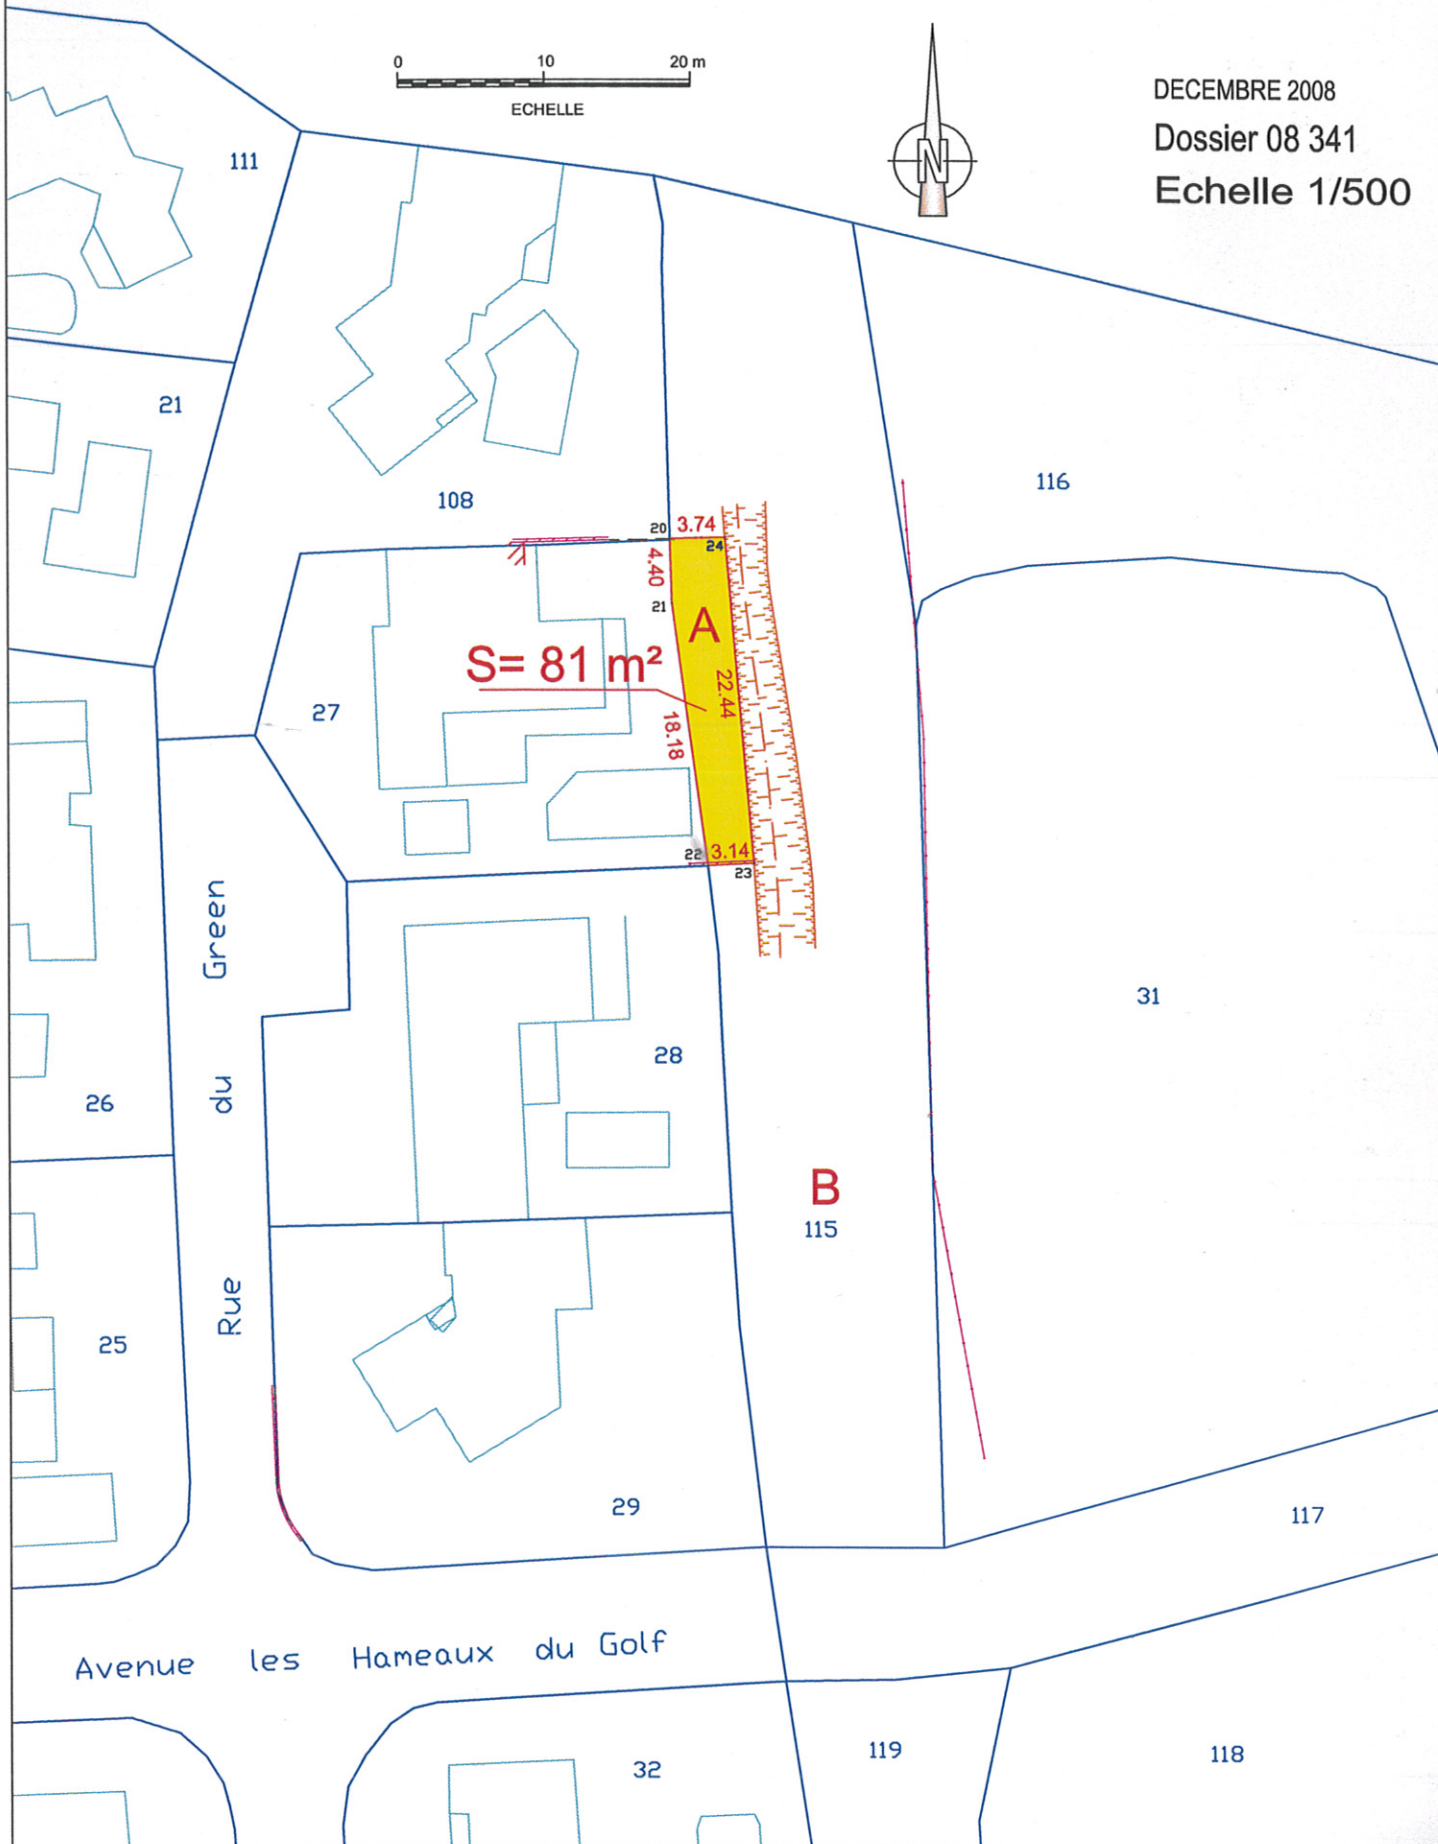 0 10 20 m
ECHELLE
N
DECEMBRE 2008
Dossier 08 341
Echelle 1/500
111
21
108
116
20
3.74
24
4.40
21
A
S= 81 m²
22.44
27
18.18
22
3.14
23
Rue du Green
31
28
26
B
115
25
29
117
Avenue les Hameaux du Golf
119
118
32